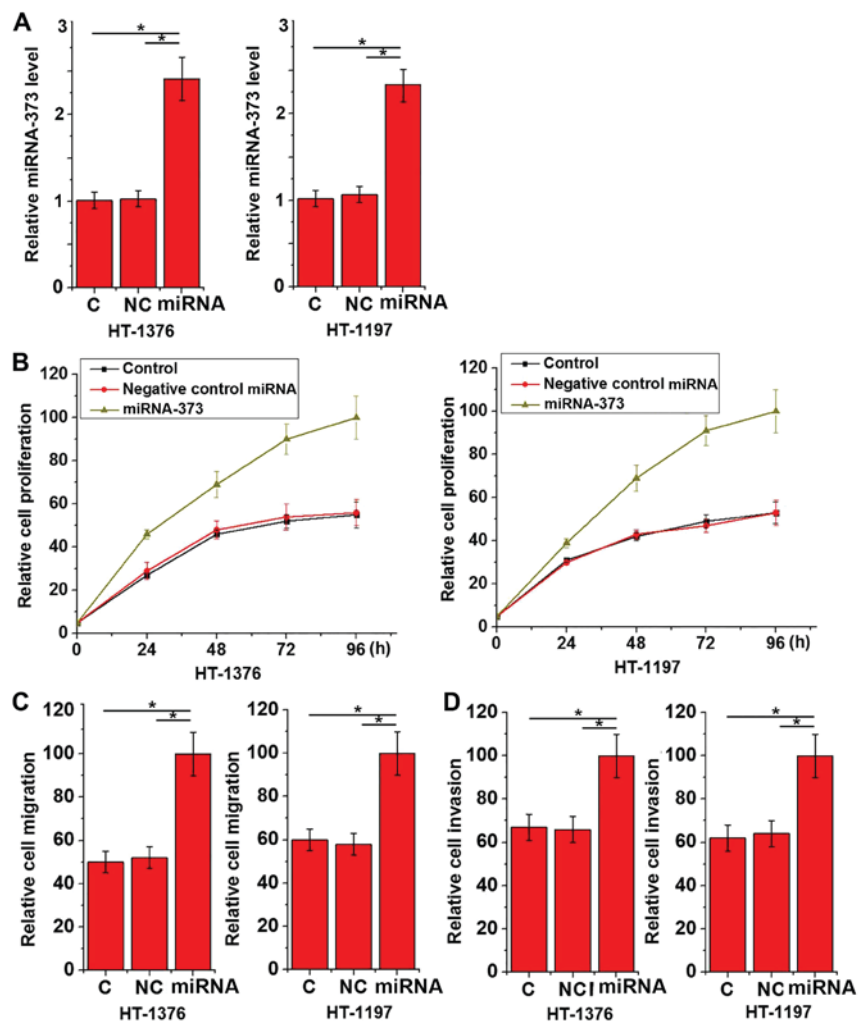 A
Relative miRNA-373 level
3
2
1
0
C NC miRNA
HT-1376
Relative miRNA-373 level
3
2
1
0
C NC miRNA
HT-1197
* *
* *
B
Relative cell proliferation
120
100
80
60
40
20
0
Control
Negative control miRNA
miRNA-373
0 24 48 72 96 (h)
HT-1376
Relative cell proliferation
120
100
80
60
40
20
0
Control
Negative control miRNA
miRNA-373
0 24 48 72 96 (h)
HT-1197
C
Relative cell migration
120
100
80
60
40
20
0
* *
C NC miRNA
HT-1376
Relative cell migration
120
100
80
60
40
20
0
* *
C NC miRNA
HT-1197
D
Relative cell invasion
120
100
80
60
40
20
0
* *
C NCI miRNA
HT-1376
Relative cell invasion
120
100
80
60
40
20
0
* *
C NC miRNA
HT-1197